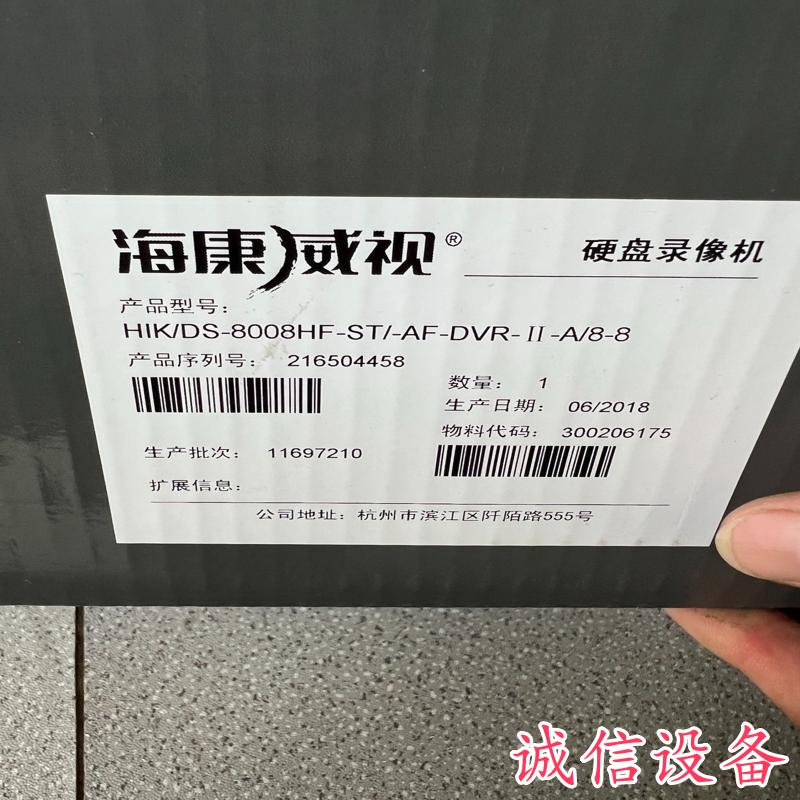 海康威视® 硬盘录像机
产品型号:
HIK/DS-8008HF-ST/-AF-DVR-II-A/8-8
产品序列号: 216504458
数量: 1
生产日期: 06/2018
物料代码: 300206175
生产批次: 11697210
扩展信息:
公司地址: 杭州市滨江区阡陌路555号
诚信设备